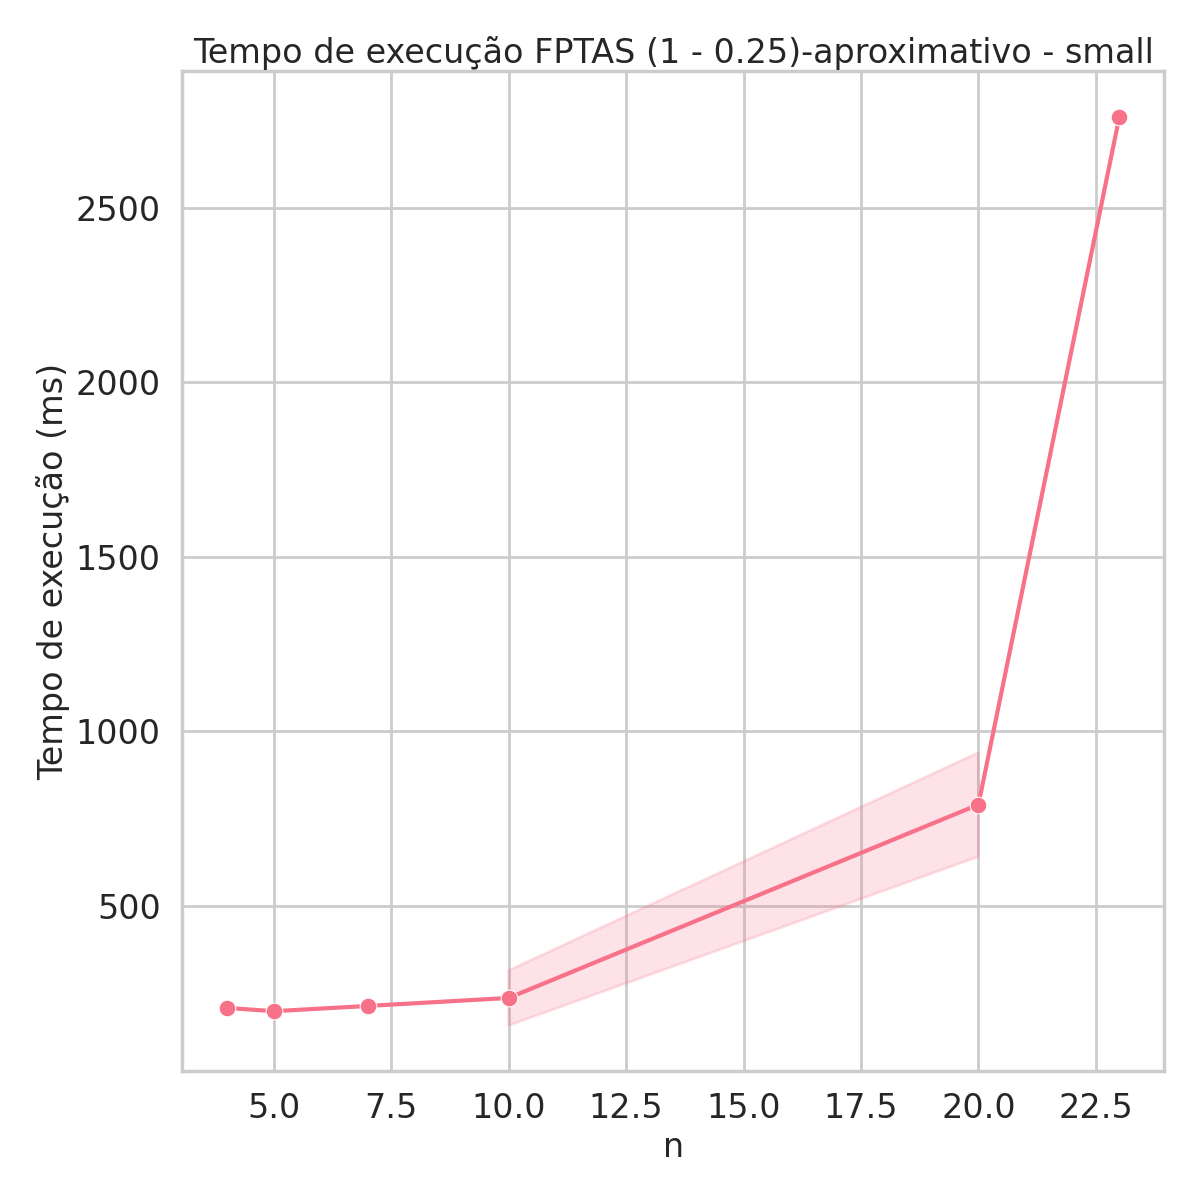 Tempo de execução FPTAS (1 - 0.25)-aproximativo - small
Tempo de execução (ms)
2500
2000
1500
1000
500
5.0 7.5 10.0 12.5 15.0 17.5 20.0 22.5
n